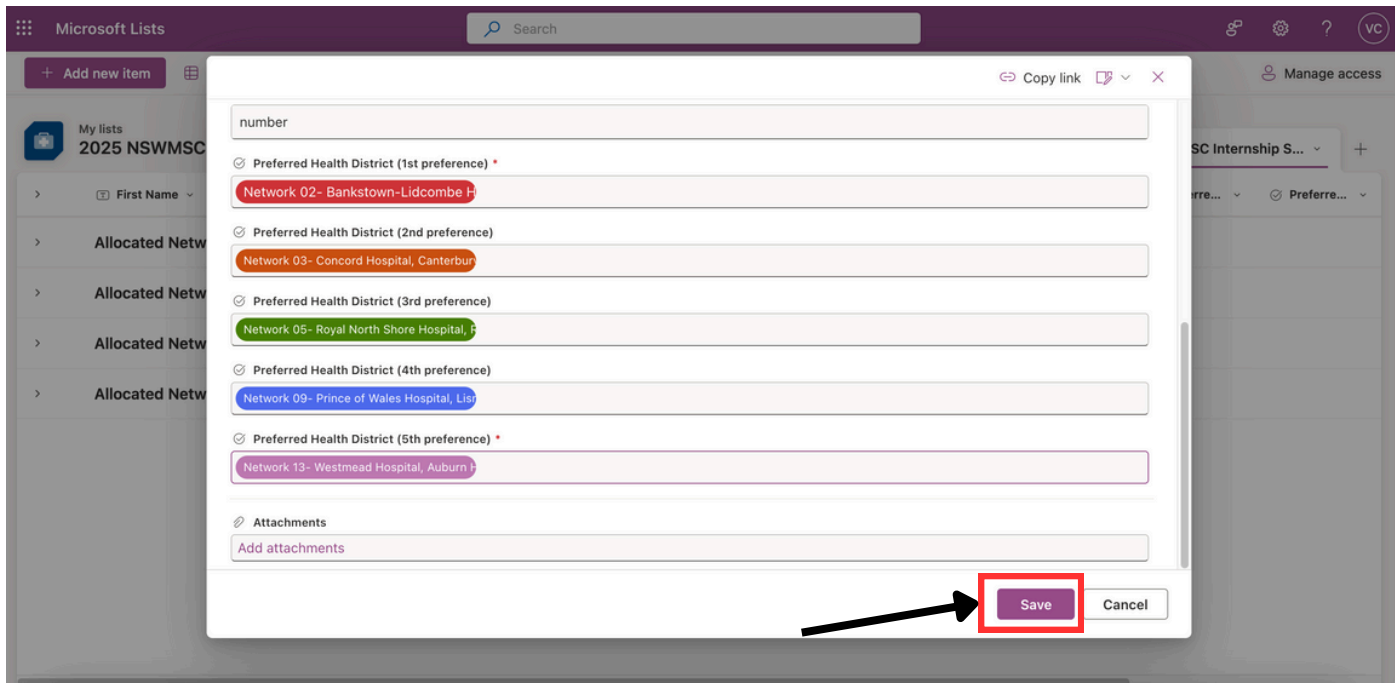 Microsoft Lists
Search
VC
+ Add new item
Copy link
Manage access
My lists
2025 NSWMSC
SC Internship S...
number
Preferred Health District (1st preference) *
Network 02- Bankstown-Lidcombe H
First Name
rre...
Preferre...
Preferred Health District (2nd preference)
Network 03- Concord Hospital, Canterbury
Allocated Netw
Preferred Health District (3rd preference)
Network 05- Royal North Shore Hospital,
Allocated Netw
Allocated Netw
Preferred Health District (4th preference)
Network 09- Prince of Wales Hospital, Lisr
Allocated Netw
Preferred Health District (5th preference) *
Network 13- Westmead Hospital, Auburn H
Attachments
Add attachments
Save
Cancel